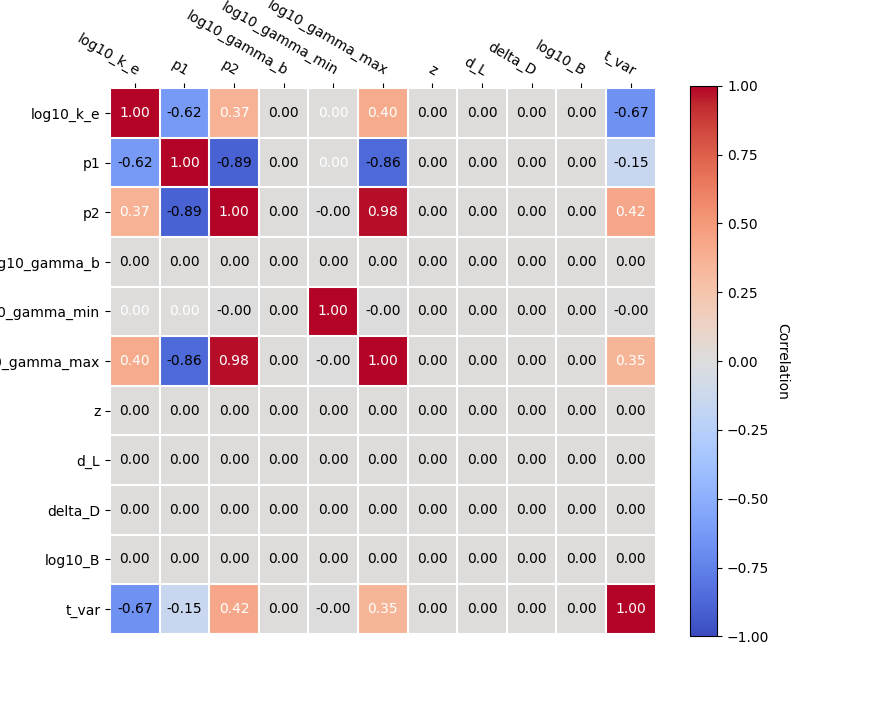 log10_k_e
p1
p2
log10_gamma_b
log10_gamma_min
log10_gamma_max
z
d_L
delta_D
log10_B
t_var
log10_k_e 1.00 -0.62 0.37 0.00 0.00 0.40 0.00 0.00 0.00 0.00 -0.67
p1 -0.62 1.00 -0.89 0.00 0.00 -0.86 0.00 0.00 0.00 0.00 -0.15
p2 0.37 -0.89 1.00 0.00 -0.00 0.98 0.00 0.00 0.00 0.00 0.42
g10_gamma_b 0.00 0.00 0.00 0.00 0.00 0.00 0.00 0.00 0.00 0.00 0.00
0_gamma_min 0.00 0.00 -0.00 0.00 1.00 -0.00 0.00 0.00 0.00 0.00 -0.00
0_gamma_max 0.40 -0.86 0.98 0.00 -0.00 1.00 0.00 0.00 0.00 0.00 0.35
z 0.00 0.00 0.00 0.00 0.00 0.00 0.00 0.00 0.00 0.00 0.00
d_L 0.00 0.00 0.00 0.00 0.00 0.00 0.00 0.00 0.00 0.00 0.00
delta_D 0.00 0.00 0.00 0.00 0.00 0.00 0.00 0.00 0.00 0.00 0.00
log10_B 0.00 0.00 0.00 0.00 0.00 0.00 0.00 0.00 0.00 0.00 0.00
t_var -0.67 -0.15 0.42 0.00 -0.00 0.35 0.00 0.00 0.00 0.00 1.00
1.00
0.75
0.50
0.25
0.00
−0.25
−0.50
−0.75
−1.00
Correlation